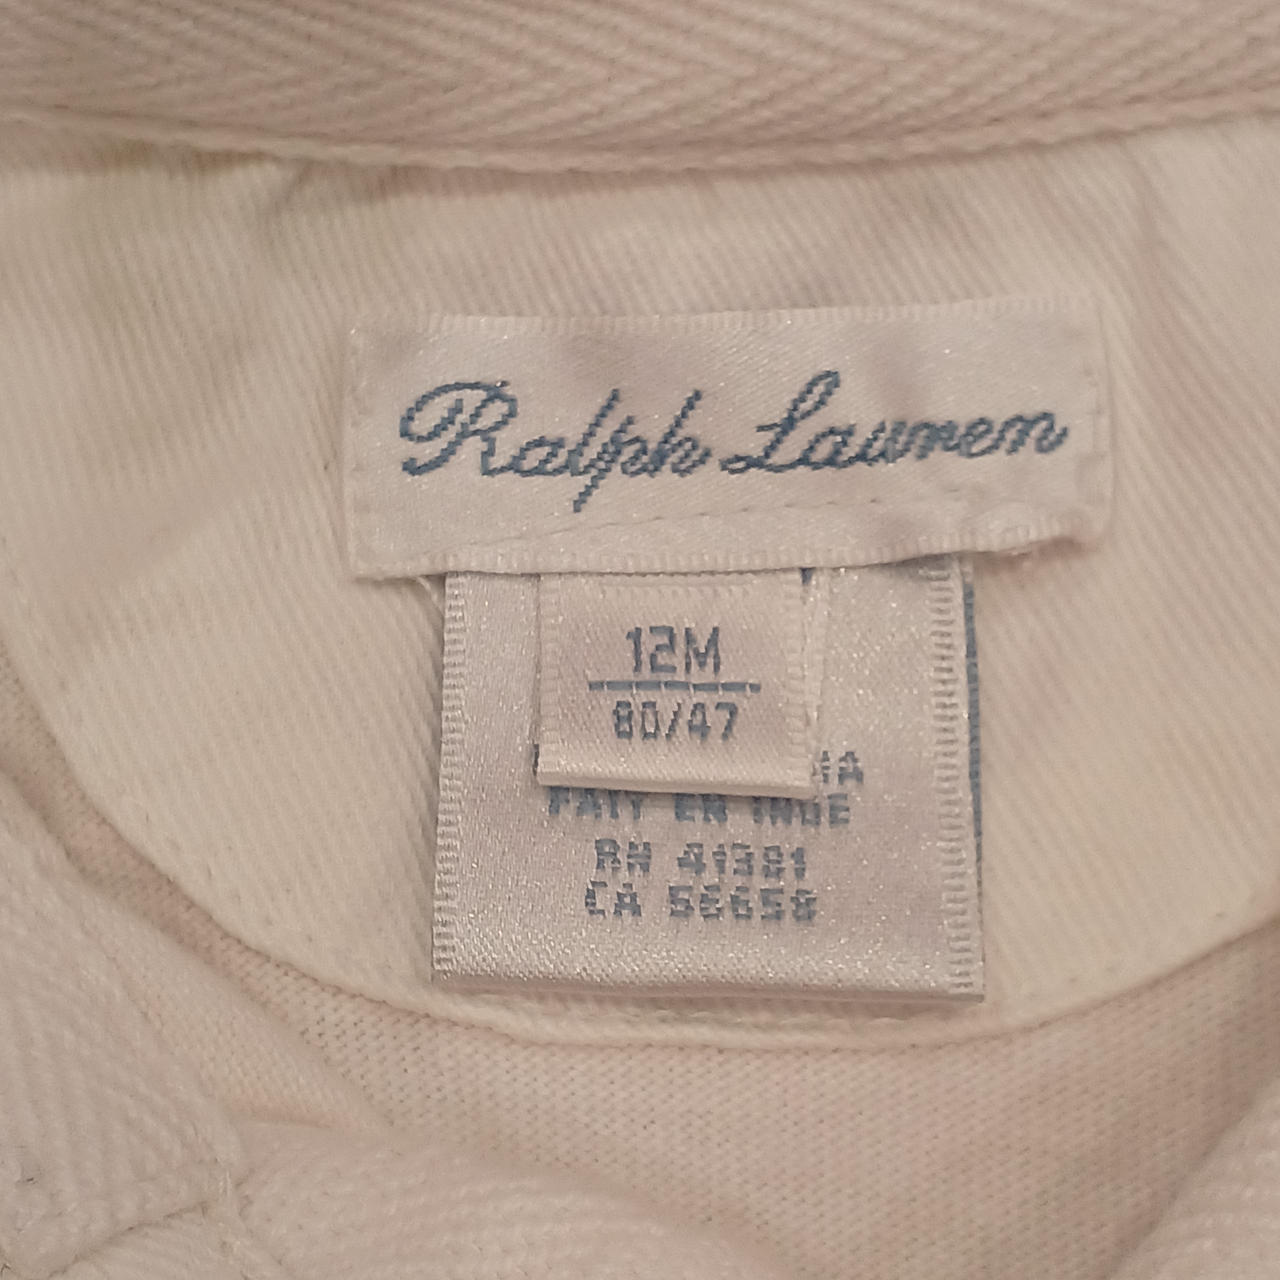 Ralph Lauren
12M
80/47
FAIT EN INDE
RN 41381
CA 56658